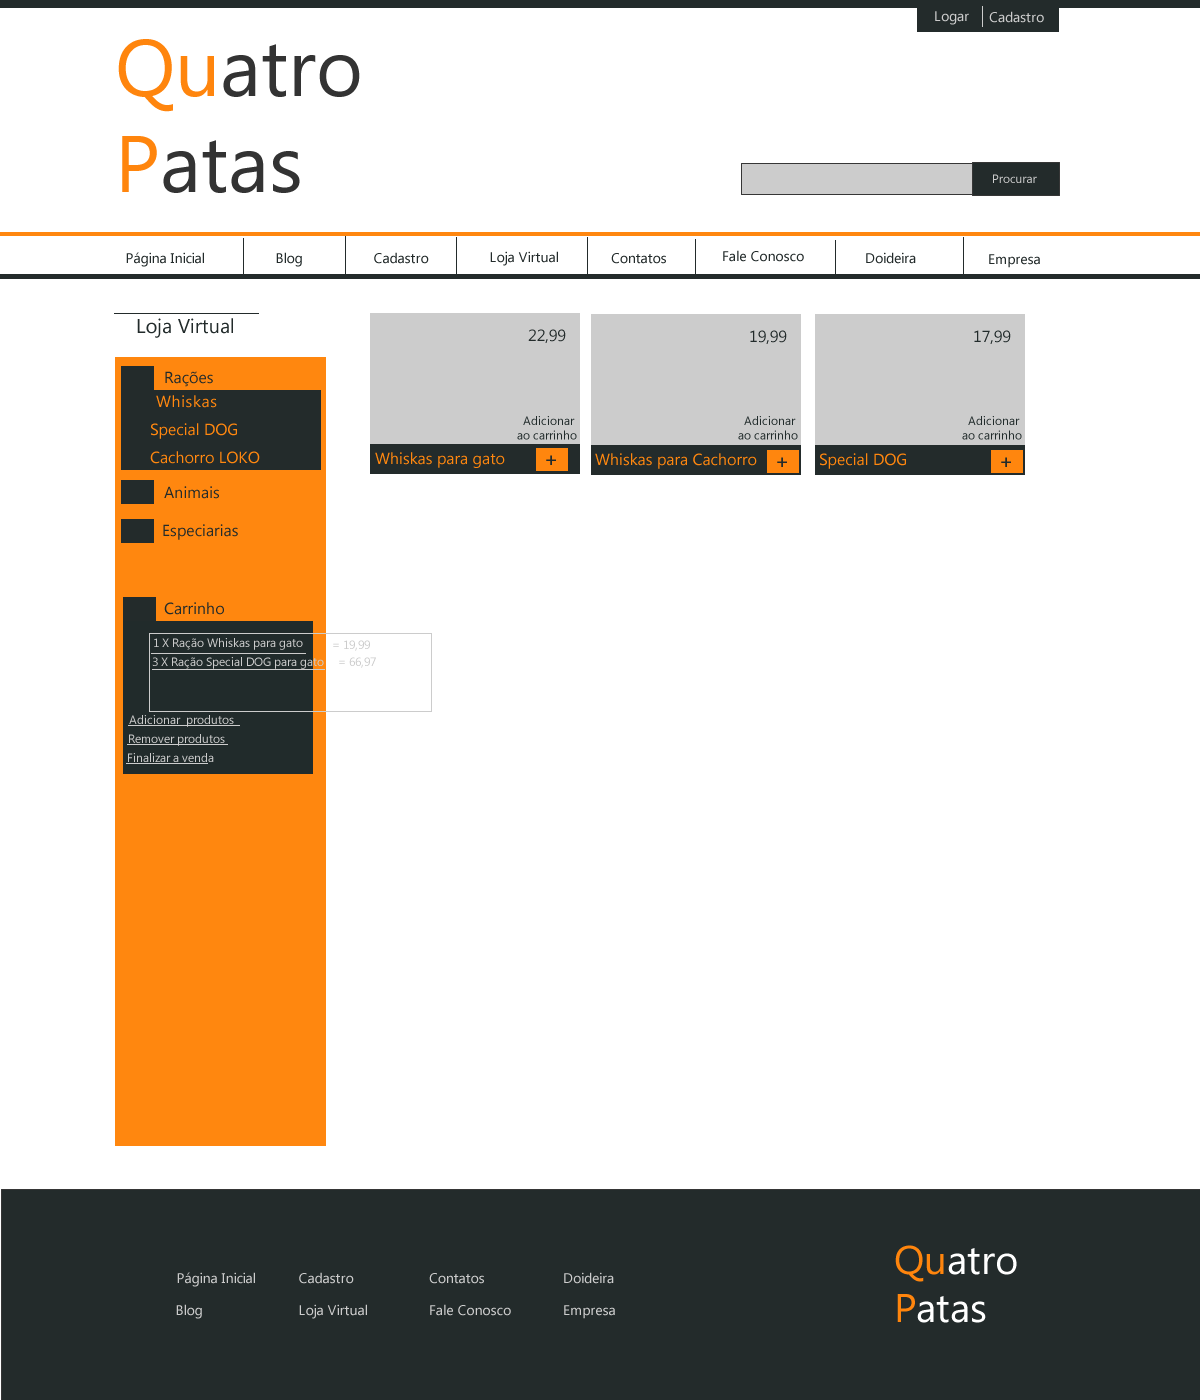 Logar
Cadastro
Quatro
Patas
Procurar
Página Inicial
Blog
Cadastro
Loja Virtual
Contatos
Fale Conosco
Doideira
Empresa
Loja Virtual
Rações
Whiskas
Special DOG
Cachorro LOKO
Animais
Especiarias
Carrinho
1 X Ração Whiskas para gato = 19,99
3 X Ração Special DOG para gato = 66,97
Adicionar produtos
Remover produtos
Finalizar a venda
22,99
Adicionar
ao carrinho
Whiskas para gato +
19,99
Adicionar
ao carrinho
Whiskas para Cachorro +
17,99
Adicionar
ao carrinho
Special DOG +
Página Inicial
Cadastro
Contatos
Doideira
Blog
Loja Virtual
Fale Conosco
Empresa
Quatro
Patas